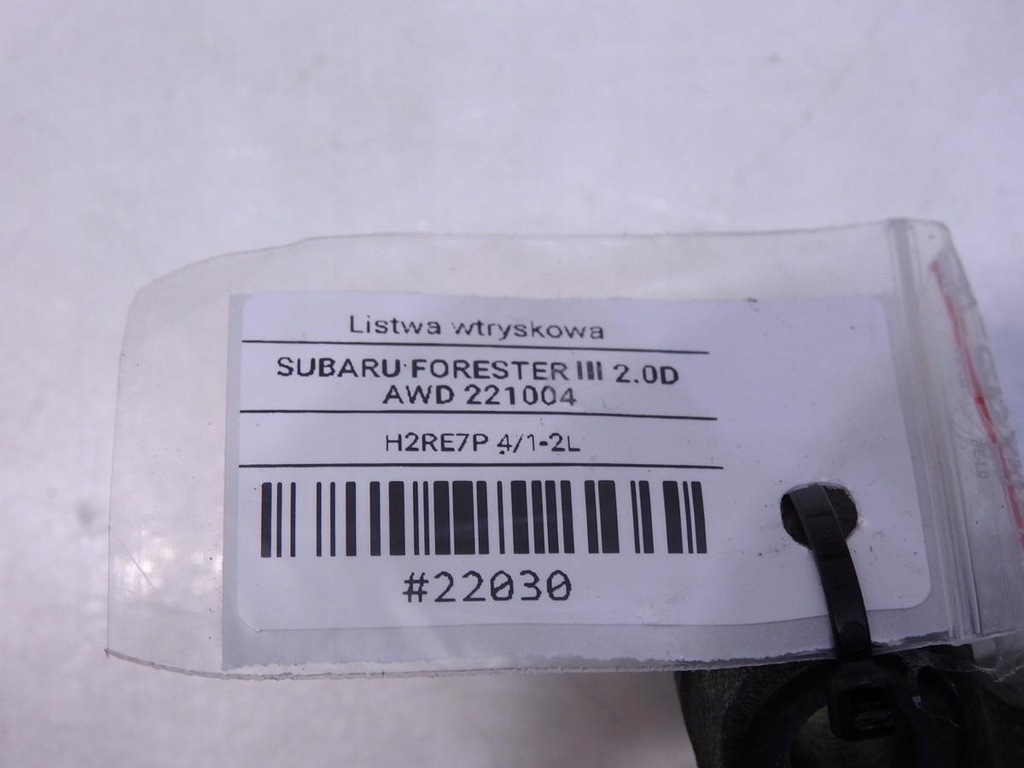 Listwa wtryskowa
SUBARU FORESTER III 2.0D
AWD 221004
H2RE7P 4/1-2L
#22030